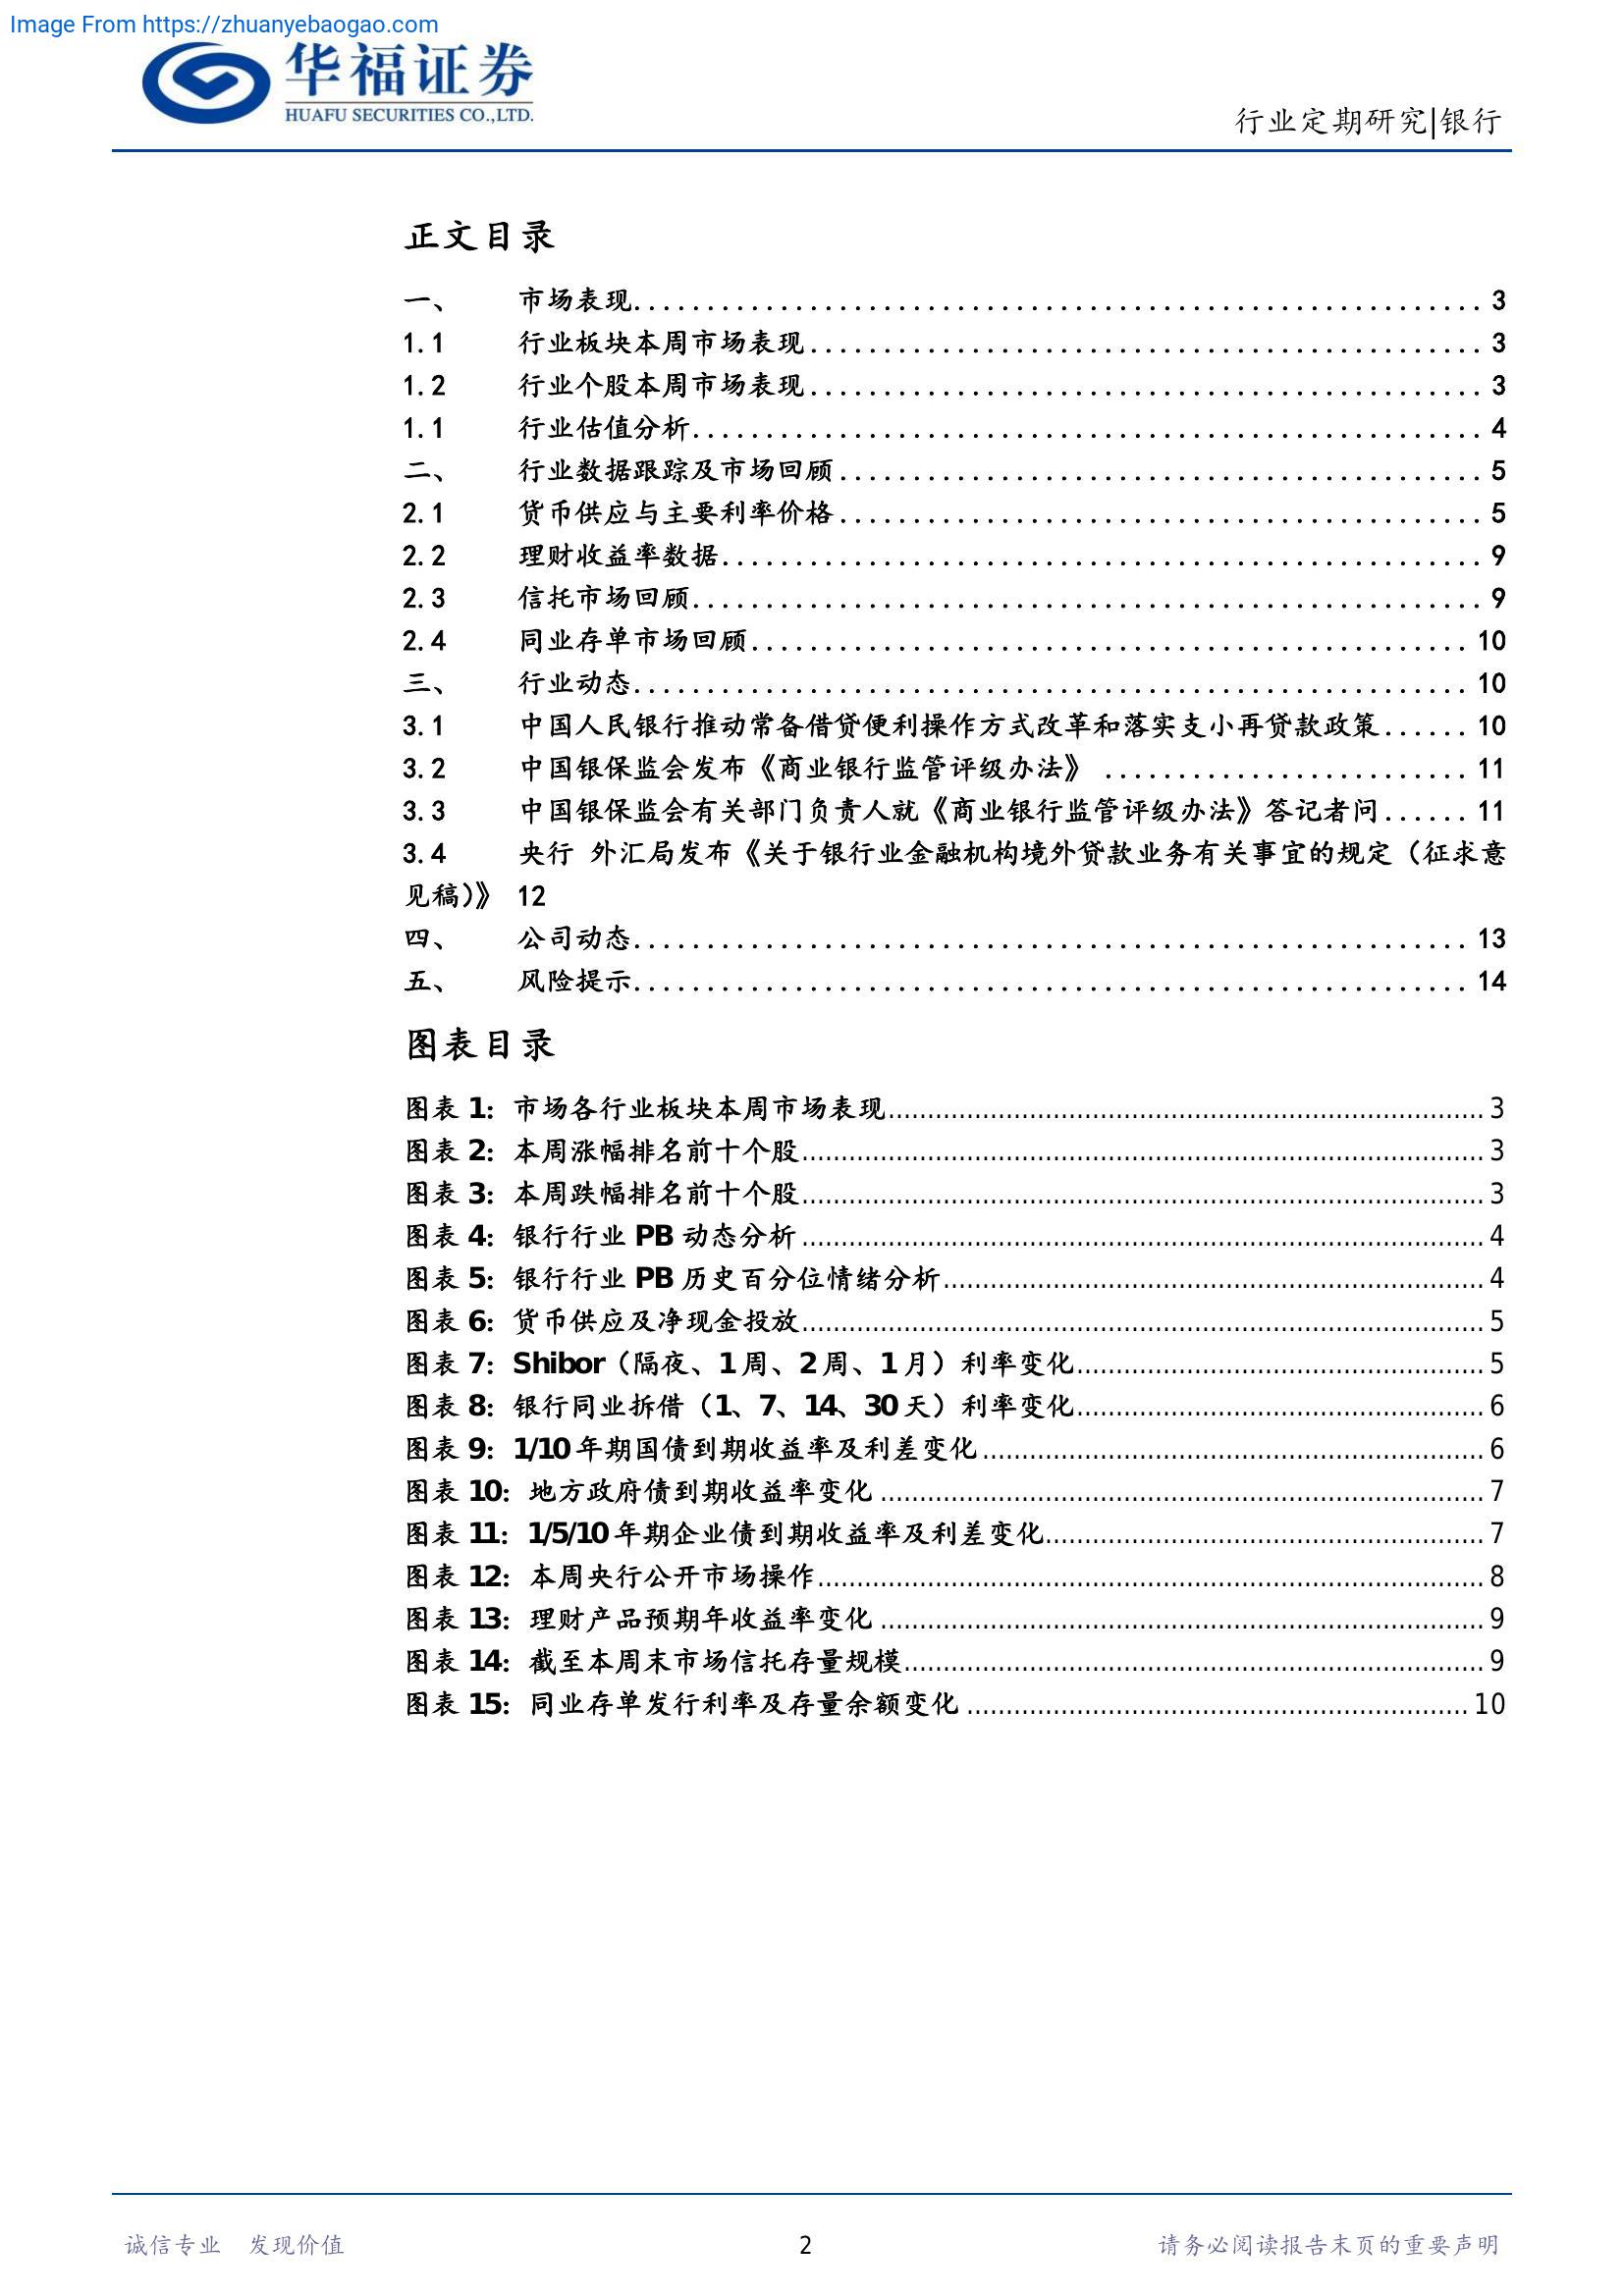 Image From https://zhuanyebaogao.com
华福证券
HUAFU SECURITIES CO.,LTD.
行业定期研究|银行
正文目录
一、 市场表现........................................................ 3
1.1 行业板块本周市场表现............................................ 3
1.2 行业个股本周市场表现............................................ 3
1.1 行业估值分析.................................................... 4
二、 行业数据跟踪及市场回顾.......................................... 5
2.1 货币供应与主要利率价格.......................................... 5
2.2 理财收益率数据.................................................. 9
2.3 信托市场回顾.................................................... 9
2.4 同业存单市场回顾................................................ 10
三、 行业动态........................................................ 10
3.1 中国人民银行推动常备借贷便利操作方式改革和落实支小再贷款政策...... 10
3.2 中国银保监会发布《商业银行监管评级办法》 ......................... 11
3.3 中国银保监会有关部门负责人就《商业银行监管评级办法》答记者问...... 11
3.4 央行 外汇局发布《关于银行业金融机构境外贷款业务有关事宜的规定（征求意
见稿）》 12
四、 公司动态........................................................ 13
五、 风险提示........................................................ 14
图表目录
图表 1：市场各行业板块本周市场表现........................................ 3
图表 2：本周涨幅排名前十个股.............................................. 3
图表 3：本周跌幅排名前十个股.............................................. 3
图表 4：银行行业 PB 动态分析.............................................. 4
图表 5：银行行业 PB 历史百分位情绪分析.................................... 4
图表 6：货币供应及净现金投放.............................................. 5
图表 7：Shibor（隔夜、1 周、2 周、1 月）利率变化............................ 5
图表 8：银行同业拆借（1、7、14、30 天）利率变化............................ 6
图表 9：1/10 年期国债到期收益率及利差变化.................................. 6
图表 10：地方政府债到期收益率变化........................................ 7
图表 11：1/5/10 年期企业债到期收益率及利差变化............................ 7
图表 12：本周央行公开市场操作............................................ 8
图表 13：理财产品预期年收益率变化........................................ 9
图表 14：截至本周末市场信托存量规模...................................... 9
图表 15：同业存单发行利率及存量余额变化.................................. 10
诚信专业 发现价值
2
请务必阅读报告末页的重要声明